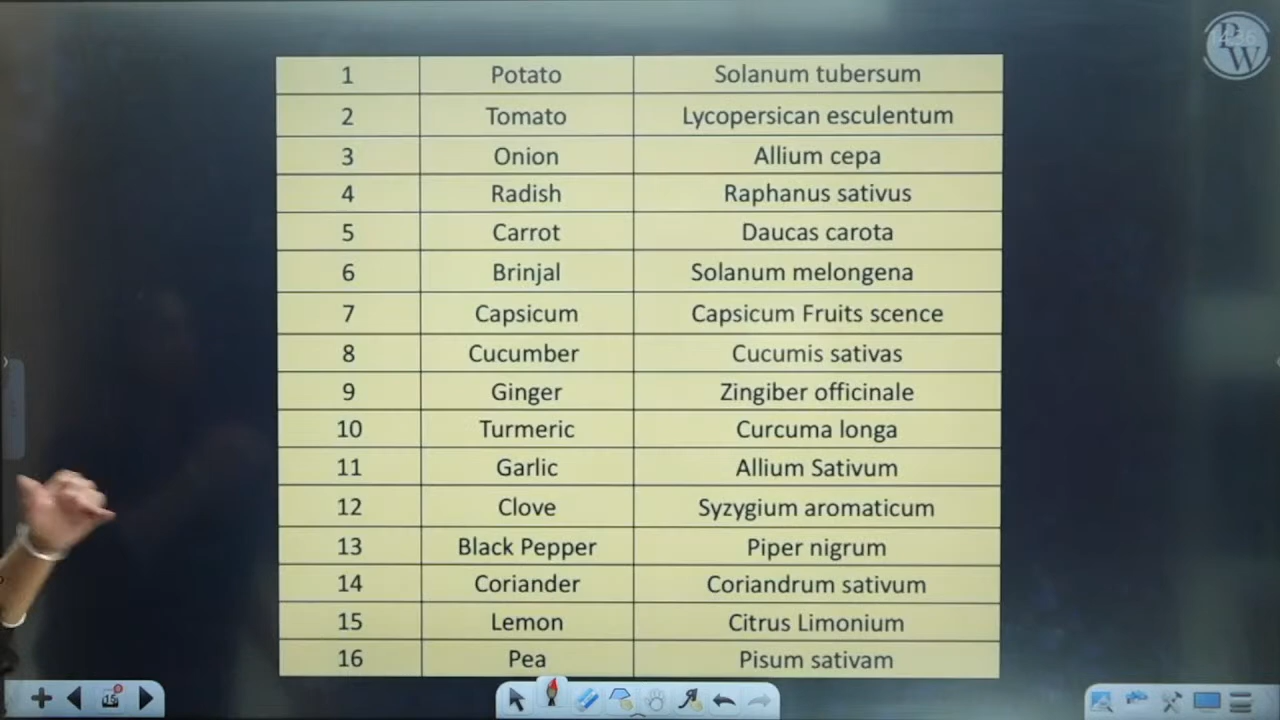 PW
1 Potato Solanum tubersum
2 Tomato Lycopersican esculentum
3 Onion Allium cepa
4 Radish Raphanus sativus
5 Carrot Daucas carota
6 Brinjal Solanum melongena
7 Capsicum Capsicum Fruits scence
8 Cucumber Cucumis sativas
9 Ginger Zingiber officinale
10 Turmeric Curcuma longa
11 Garlic Allium Sativum
12 Clove Syzygium aromaticum
13 Black Pepper Piper nigrum
14 Coriander Coriandrum sativum
15 Lemon Citrus Limonium
16 Pea Pisum sativam
15